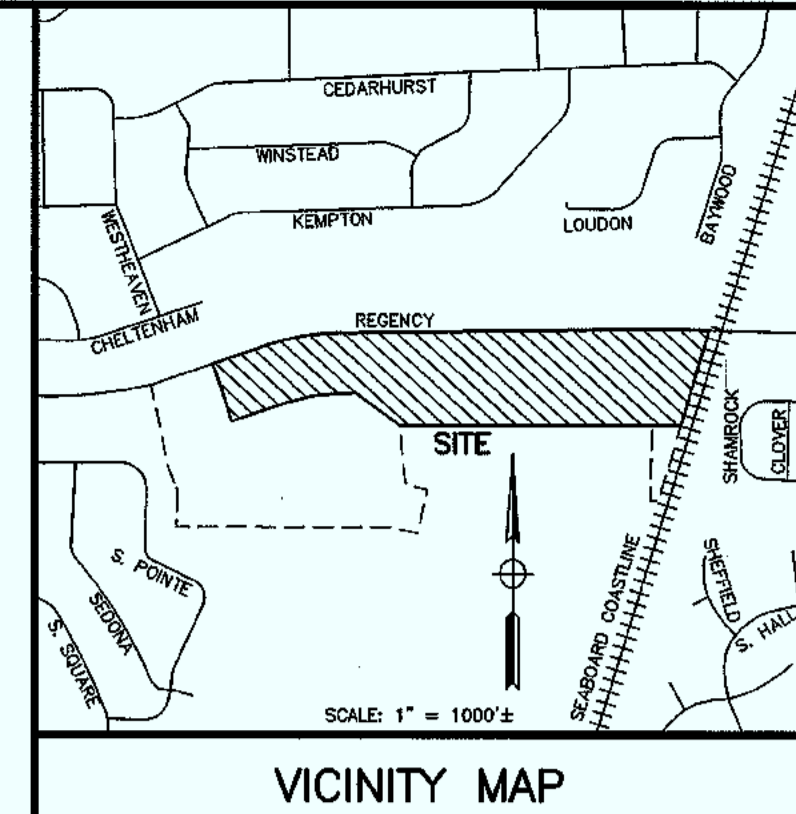 CEDARHURST
WINSTEAD
KEMPTON
LOUDON
BAYWOOD
WESTHEAVEN
CHELTENHAM
REGENCY
SITE
SHAMROCK
CLOVER
S. POINTE
SEDONA
S. SQUARE
SEABOARD COASTLINE
SHEFFIELD
S. HALL
SCALE: 1" = 1000'±
VICINITY MAP